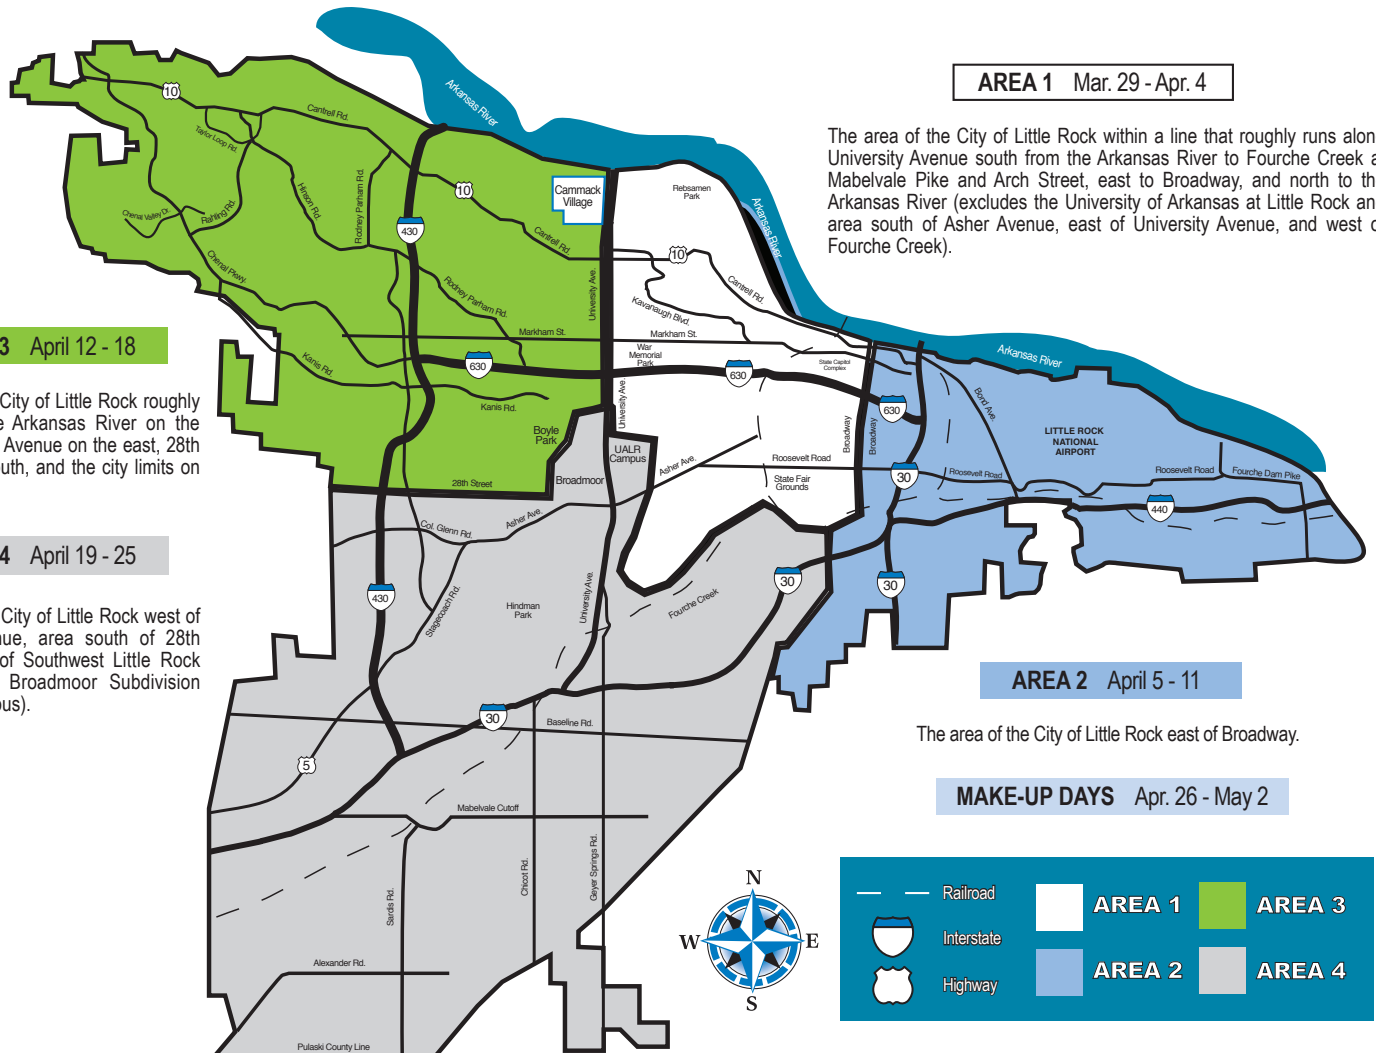 AREA 1 Mar. 29 - Apr. 4
The area of the City of Little Rock within a line that roughly runs alon
University Avenue south from the Arkansas River to Fourche Creek a
Mabelvale Pike and Arch Street, east to Broadway, and north to th
Arkansas River (excludes the University of Arkansas at Little Rock an
area south of Asher Avenue, east of University Avenue, and west o
Fourche Creek).
3 April 12 - 18
City of Little Rock roughly
e Arkansas River on the
Avenue on the east, 28th
outh, and the city limits on
4 April 19 - 25
City of Little Rock west of
nue, area south of 28th
of Southwest Little Rock
Broadmoor Subdivision
pus).
AREA 2 April 5 - 11
The area of the City of Little Rock east of Broadway.
MAKE-UP DAYS Apr. 26 - May 2
Arkansas River
Arkansas River
Arkansas River
10
Cantrell Rd.
Taylor Loop Rd.
Hinson Rd.
Rodney Parham Rd.
Chenal Valley Dr.
Rahling Rd.
Chenal Pkwy.
430
10
Cantrell Rd.
Cammack
Village
Rebsamen
Park
10
Cantrell Rd.
University Ave.
Kavanaugh Blvd.
Rodney Parham Rd.
Markham St.
Markham St.
War
Memorial
Park
State Capitol
Complex
Kanis Rd.
630
630
630
Kanis Rd.
University Ave.
Boyle
Park
UALR
Campus
Broadmoor
28th Street
Asher Ave.
Roosevelt Road
State Fair
Grounds
Broadway
Broadway
Bond Ave.
LITTLE ROCK
NATIONAL
AIRPORT
30
Roosevelt Road
Roosevelt Road
Fourche Dam Pike
440
Col. Glenn Rd.
Asher Ave.
430
Stagecoach Rd.
Hindman
Park
University Ave.
Fourche Creek
30
30
30
Baseline Rd.
5
Mabelvale Cutoff
Sardis Rd.
Chicot Rd.
Geyer Springs Rd.
Alexander Rd.
Pulaski County Line
N
W
E
S
Railroad
Interstate
Highway
AREA 1
AREA 3
AREA 2
AREA 4